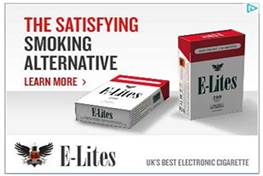 THE SATISFYING
SMOKING
ALTERNATIVE
LEARN MORE >
E-Lites
E-Lites
E-Lites
UK'S BEST ELECTRONIC CIGARETTE